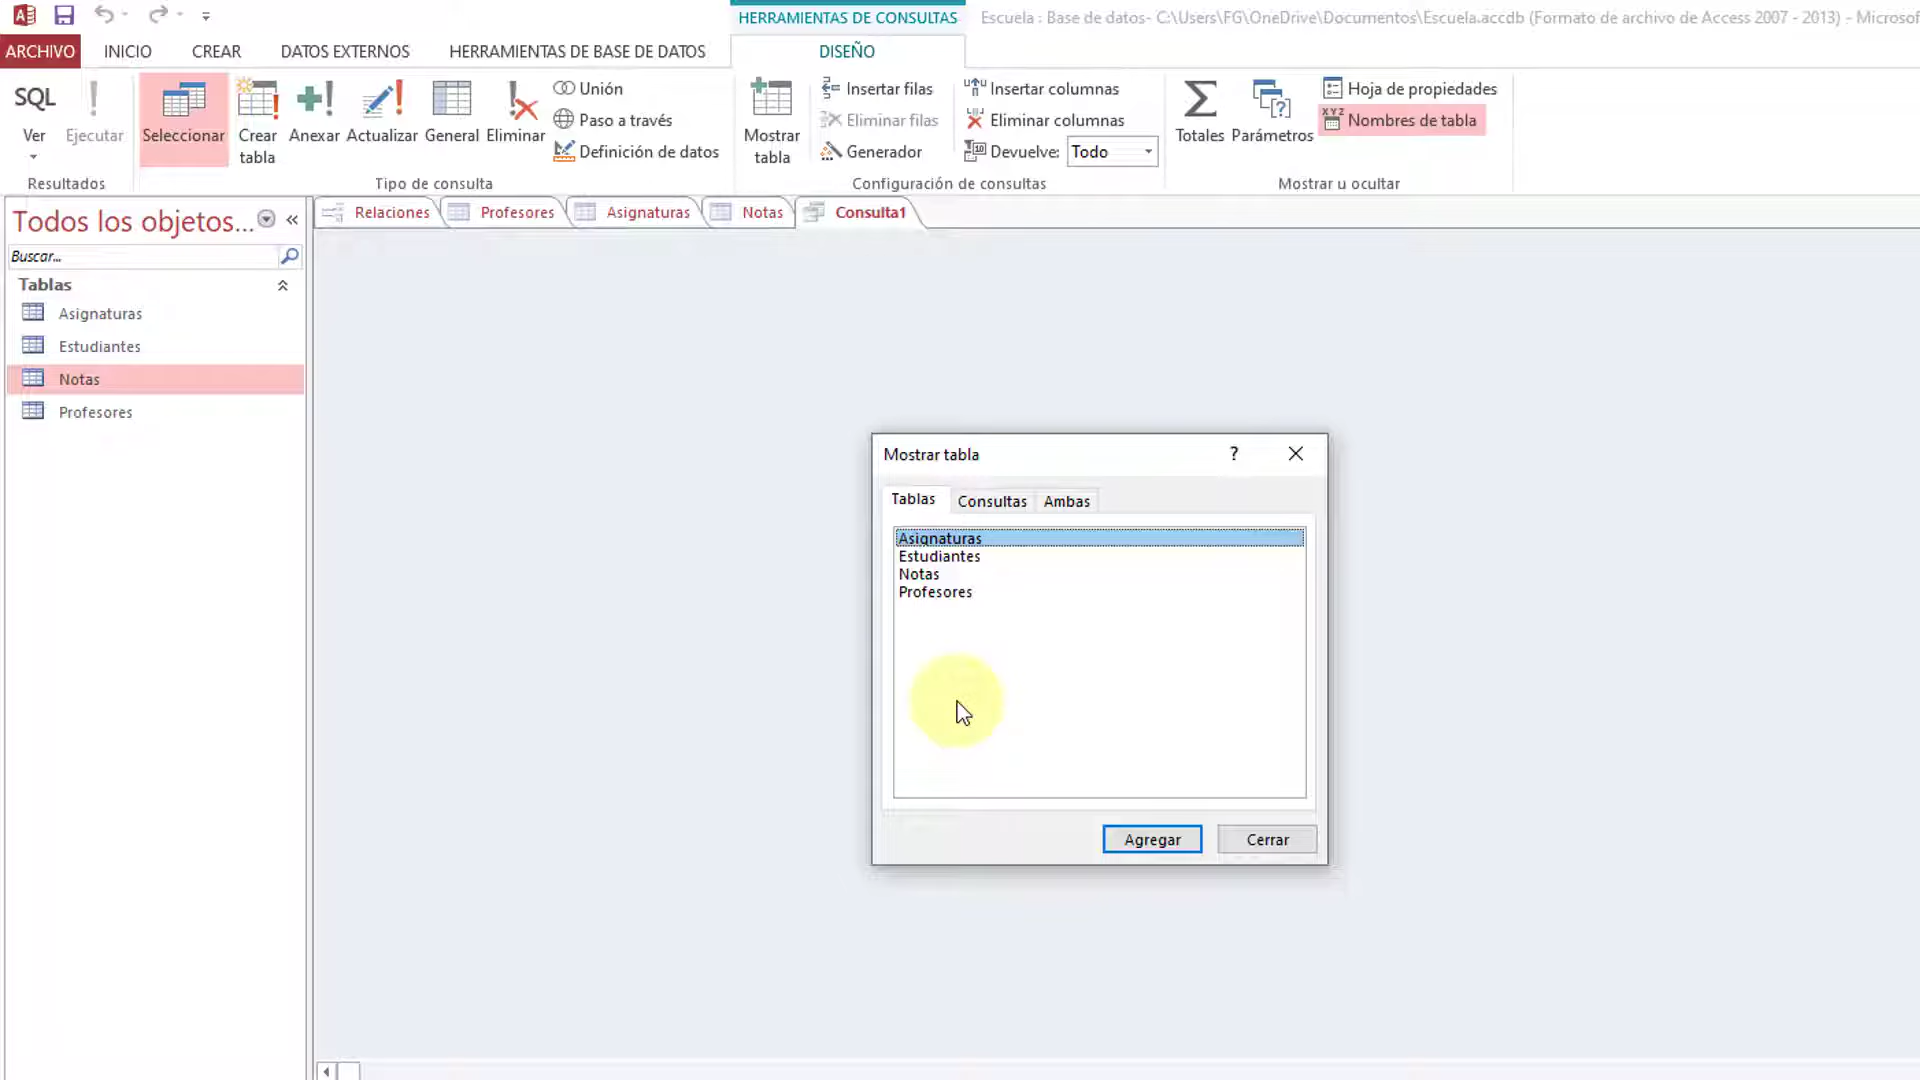 HERRAMIENTAS DE CONSULTAS
Escuela : Base de datos- C:\Users\FG\OneDrive\Documentos\Escuela.accdb (Formato de archivo de Access 2007 - 2013) - Microsof
ARCHIVO INICIO CREAR DATOS EXTERNOS HERRAMIENTAS DE BASE DE DATOS DISEÑO
SQL
Ver
Ejecutar
Resultados
Seleccionar
Crear
tabla
Anexar
Actualizar
General
Eliminar
Unión
Paso a través
Definición de datos
Tipo de consulta
Mostrar
tabla
Insertar filas
Eliminar filas
Generador
Insertar columnas
Eliminar columnas
Devuelve: Todo
Configuración de consultas
Totales
Parámetros
Hoja de propiedades
XYZ Nombres de tabla
Mostrar u ocultar
Todos los objetos... «
Buscar...
Tablas
Asignaturas
Estudiantes
Notas
Profesores
Relaciones Profesores Asignaturas Notas Consulta1
Mostrar tabla ?
Tablas Consultas Ambas
Asignaturas
Estudiantes
Notas
Profesores
Agregar Cerrar